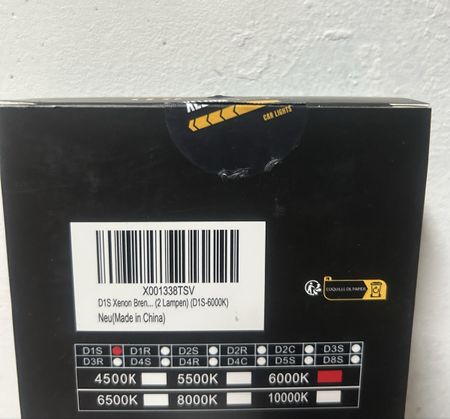 CAR LIGHTS
X001338TSV
D1S Xenon Bren... (2 Lampen) (D1S-6000K)
Neu(Made in China)
COQUILLE DE PAPIER
D1S D1R D2S D2R D2C D3S
D3R D4S D4R D4C D5S D8S
4500K 5500K 6000K
6500K 8000K 10000K